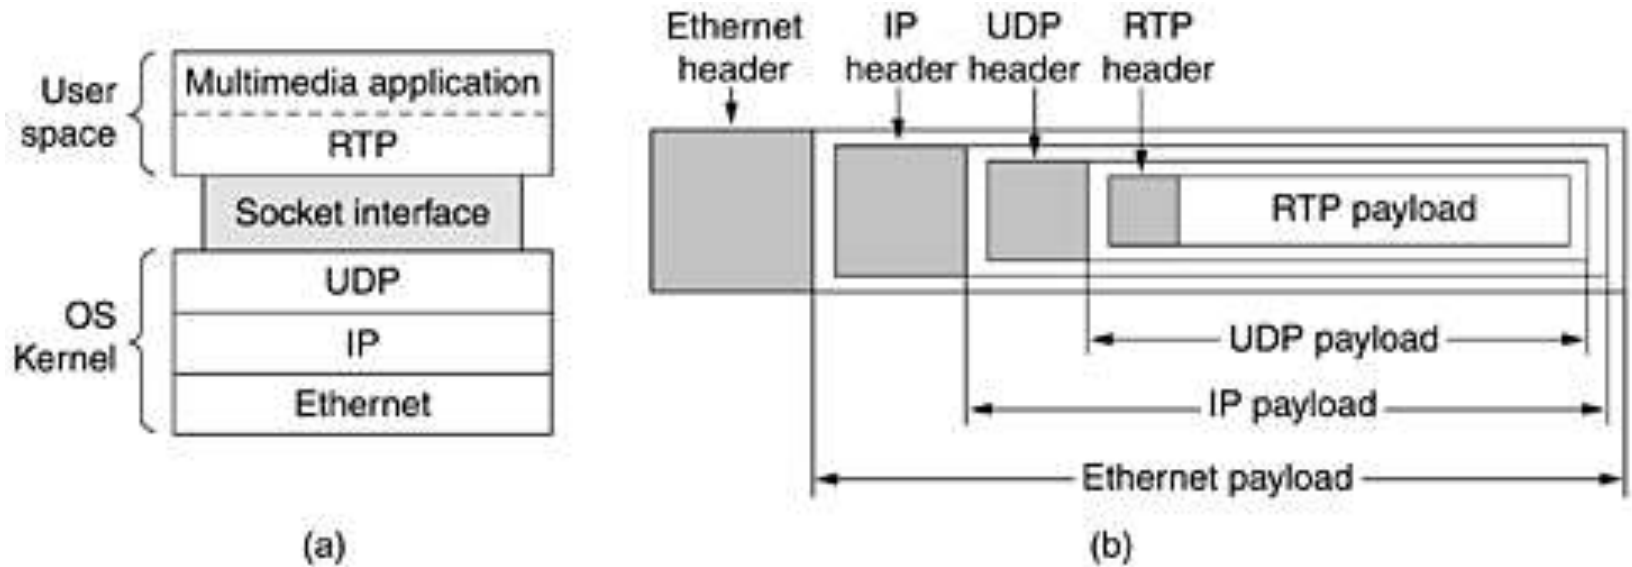 User
space
Multimedia application
RTP
Socket interface
OS
Kernel
UDP
IP
Ethernet
(a)
Ethernet
header
IP
header
UDP
header
RTP
header
RTP payload
UDP payload
IP payload
Ethernet payload
(b)